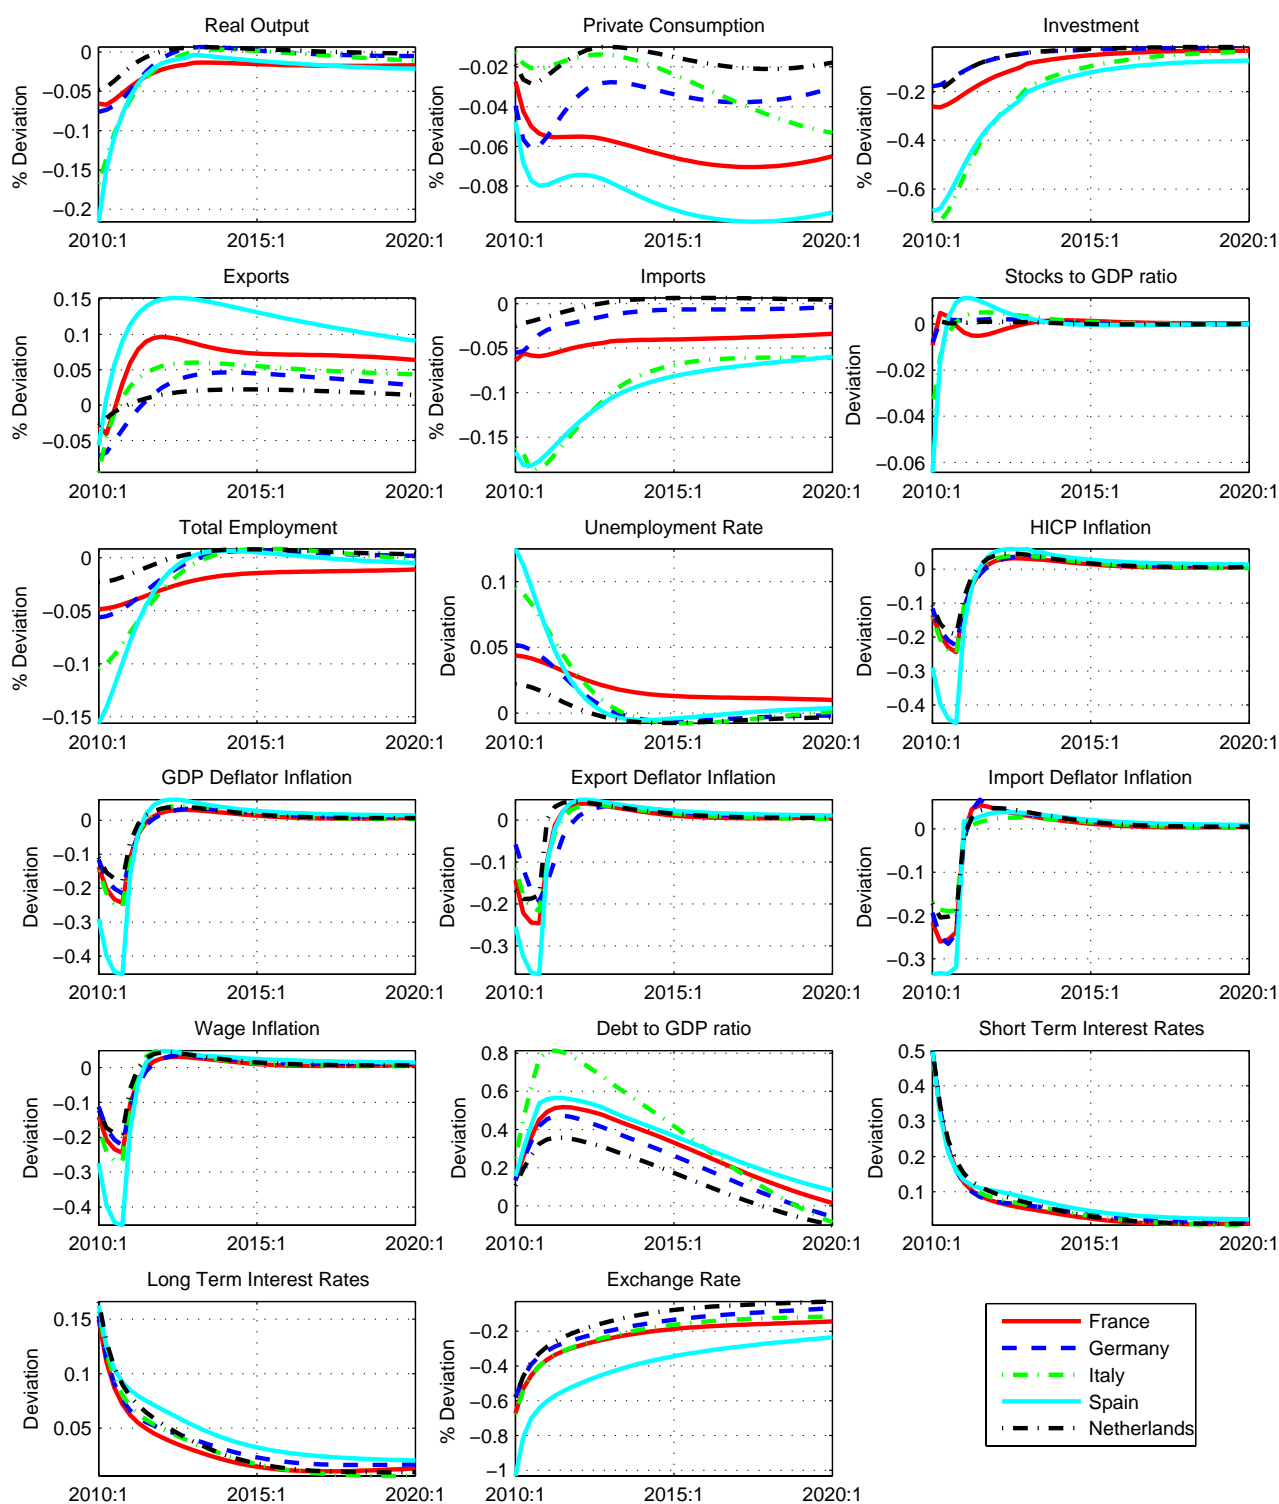 Real Output
% Deviation
0
−0.05
−0.1
−0.15
−0.2
2010:1 2015:1 2020:1
Private Consumption
% Deviation
−0.02
−0.04
−0.06
−0.08
2010:1 2015:1 2020:1
Investment
% Deviation
−0.2
−0.4
−0.6
2010:1 2015:1 2020:1
Exports
% Deviation
0.15
0.1
0.05
0
−0.05
2010:1 2015:1 2020:1
Imports
% Deviation
0
−0.05
−0.1
−0.15
2010:1 2015:1 2020:1
Stocks to GDP ratio
Deviation
0
−0.02
−0.04
−0.06
2010:1 2015:1 2020:1
Total Employment
% Deviation
0
−0.05
−0.1
−0.15
2010:1 2015:1 2020:1
Unemployment Rate
Deviation
0.1
0.05
0
2010:1 2015:1 2020:1
HICP Inflation
Deviation
0
−0.1
−0.2
−0.3
−0.4
2010:1 2015:1 2020:1
GDP Deflator Inflation
Deviation
0
−0.1
−0.2
−0.3
−0.4
2010:1 2015:1 2020:1
Export Deflator Inflation
Deviation
0
−0.1
−0.2
−0.3
2010:1 2015:1 2020:1
Import Deflator Inflation
Deviation
0
−0.1
−0.2
−0.3
2010:1 2015:1 2020:1
Wage Inflation
Deviation
0
−0.1
−0.2
−0.3
−0.4
2010:1 2015:1 2020:1
Debt to GDP ratio
Deviation
0.8
0.6
0.4
0.2
0
2010:1 2015:1 2020:1
Short Term Interest Rates
Deviation
0.5
0.4
0.3
0.2
0.1
2010:1 2015:1 2020:1
Long Term Interest Rates
Deviation
0.15
0.1
0.05
2010:1 2015:1 2020:1
Exchange Rate
% Deviation
−0.2
−0.4
−0.6
−0.8
−1
2010:1 2015:1 2020:1
France
Germany
Italy
Spain
Netherlands